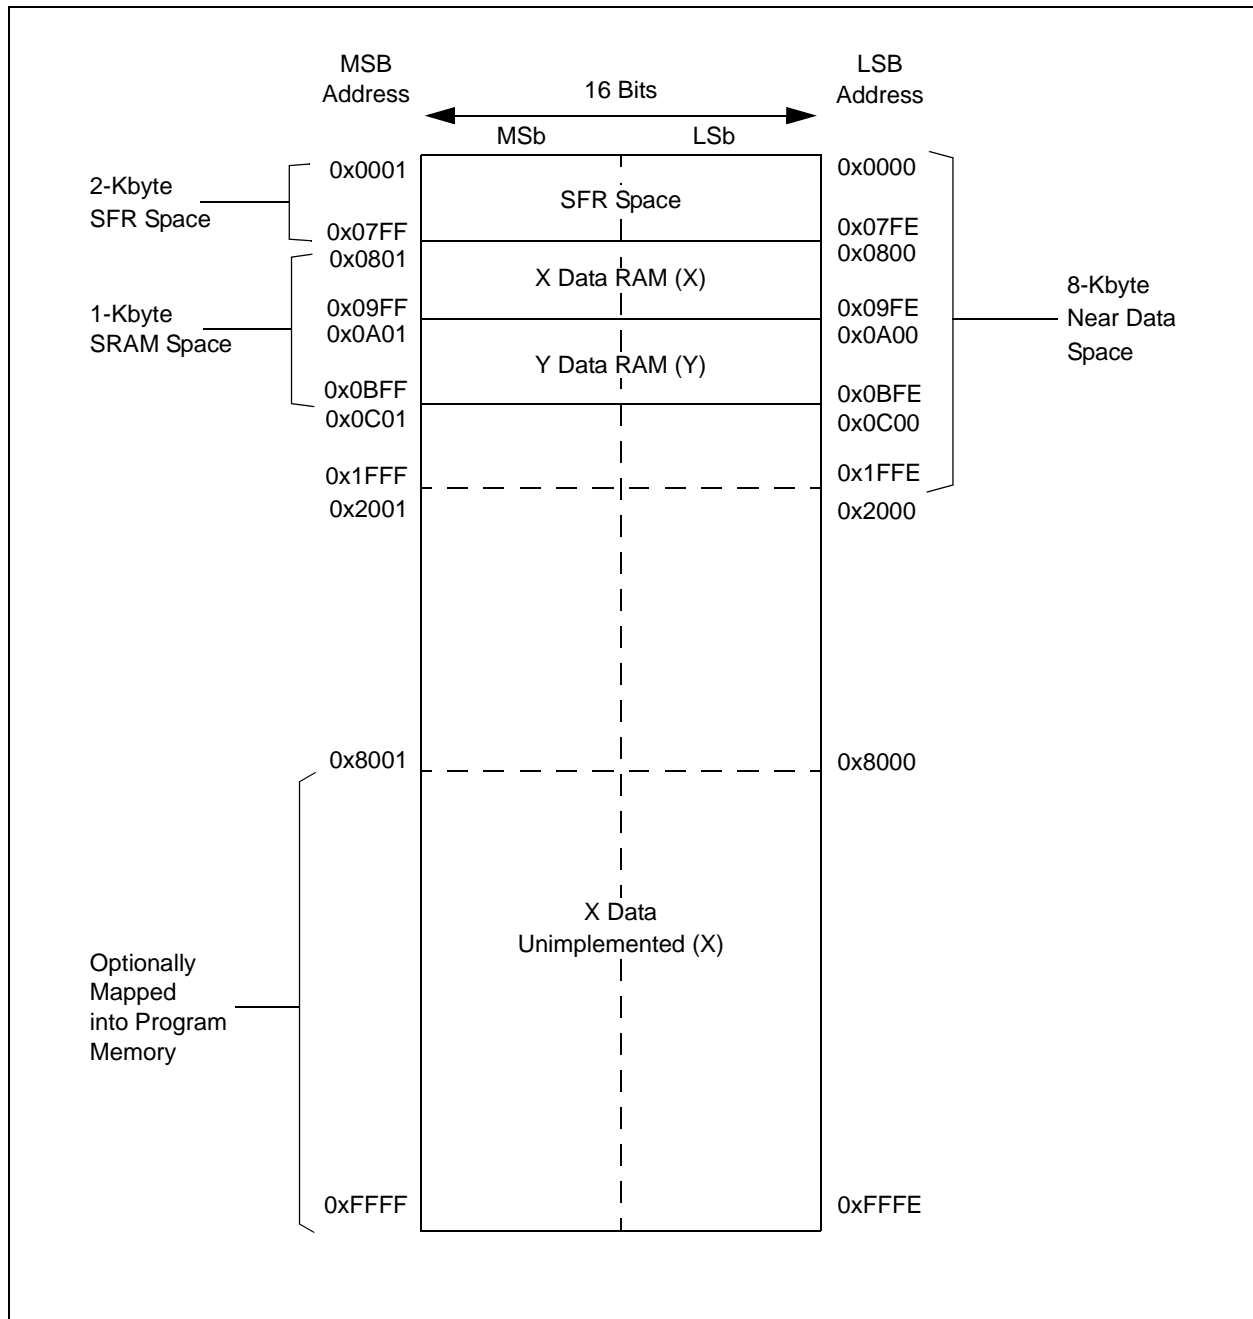 MSB
Address
16 Bits
LSB
Address
MSb
LSb
2-Kbyte
SFR Space
0x0001
0x07FF
SFR Space
0x0000
0x07FE
1-Kbyte
SRAM Space
0x0801
0x09FF
X Data RAM (X)
0x0800
0x09FE
0x0A01
0x0BFF
Y Data RAM (Y)
0x0A00
0x0BFE
8-Kbyte
Near Data
Space
0x0C01
0x1FFF
0x0C00
0x1FFE
0x2001
0x2000
0x8001
0x8000
X Data
Unimplemented (X)
Optionally
Mapped
into Program
Memory
0xFFFF
0xFFFE